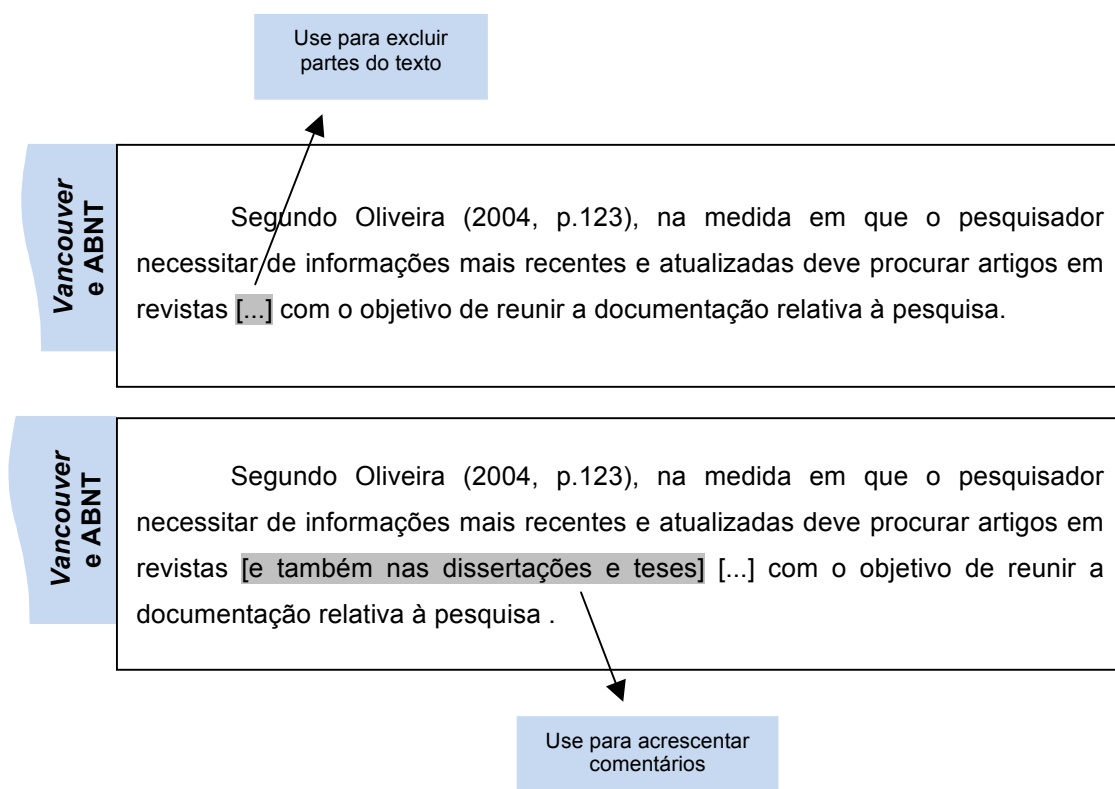 Use para excluir
partes do texto
Vancouver
e ABNT
Segundo Oliveira (2004, p.123), na medida em que o pesquisador
necessitar de informações mais recentes e atualizadas deve procurar artigos em
revistas [...] com o objetivo de reunir a documentação relativa à pesquisa.
Vancouver
e ABNT
Segundo Oliveira (2004, p.123), na medida em que o pesquisador
necessitar de informações mais recentes e atualizadas deve procurar artigos em
revistas [e também nas dissertações e teses] [...] com o objetivo de reunir a
documentação relativa à pesquisa .
Use para acrescentar
comentários